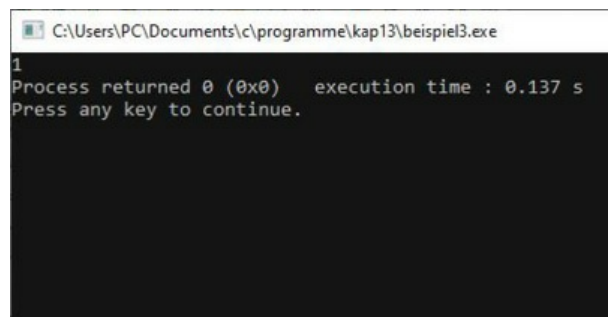 C:\Users\PC\Documents\c\programme\kap13\beispiel3.exe
1
Process returned 0 (0x0)   execution time : 0.137 s
Press any key to continue.